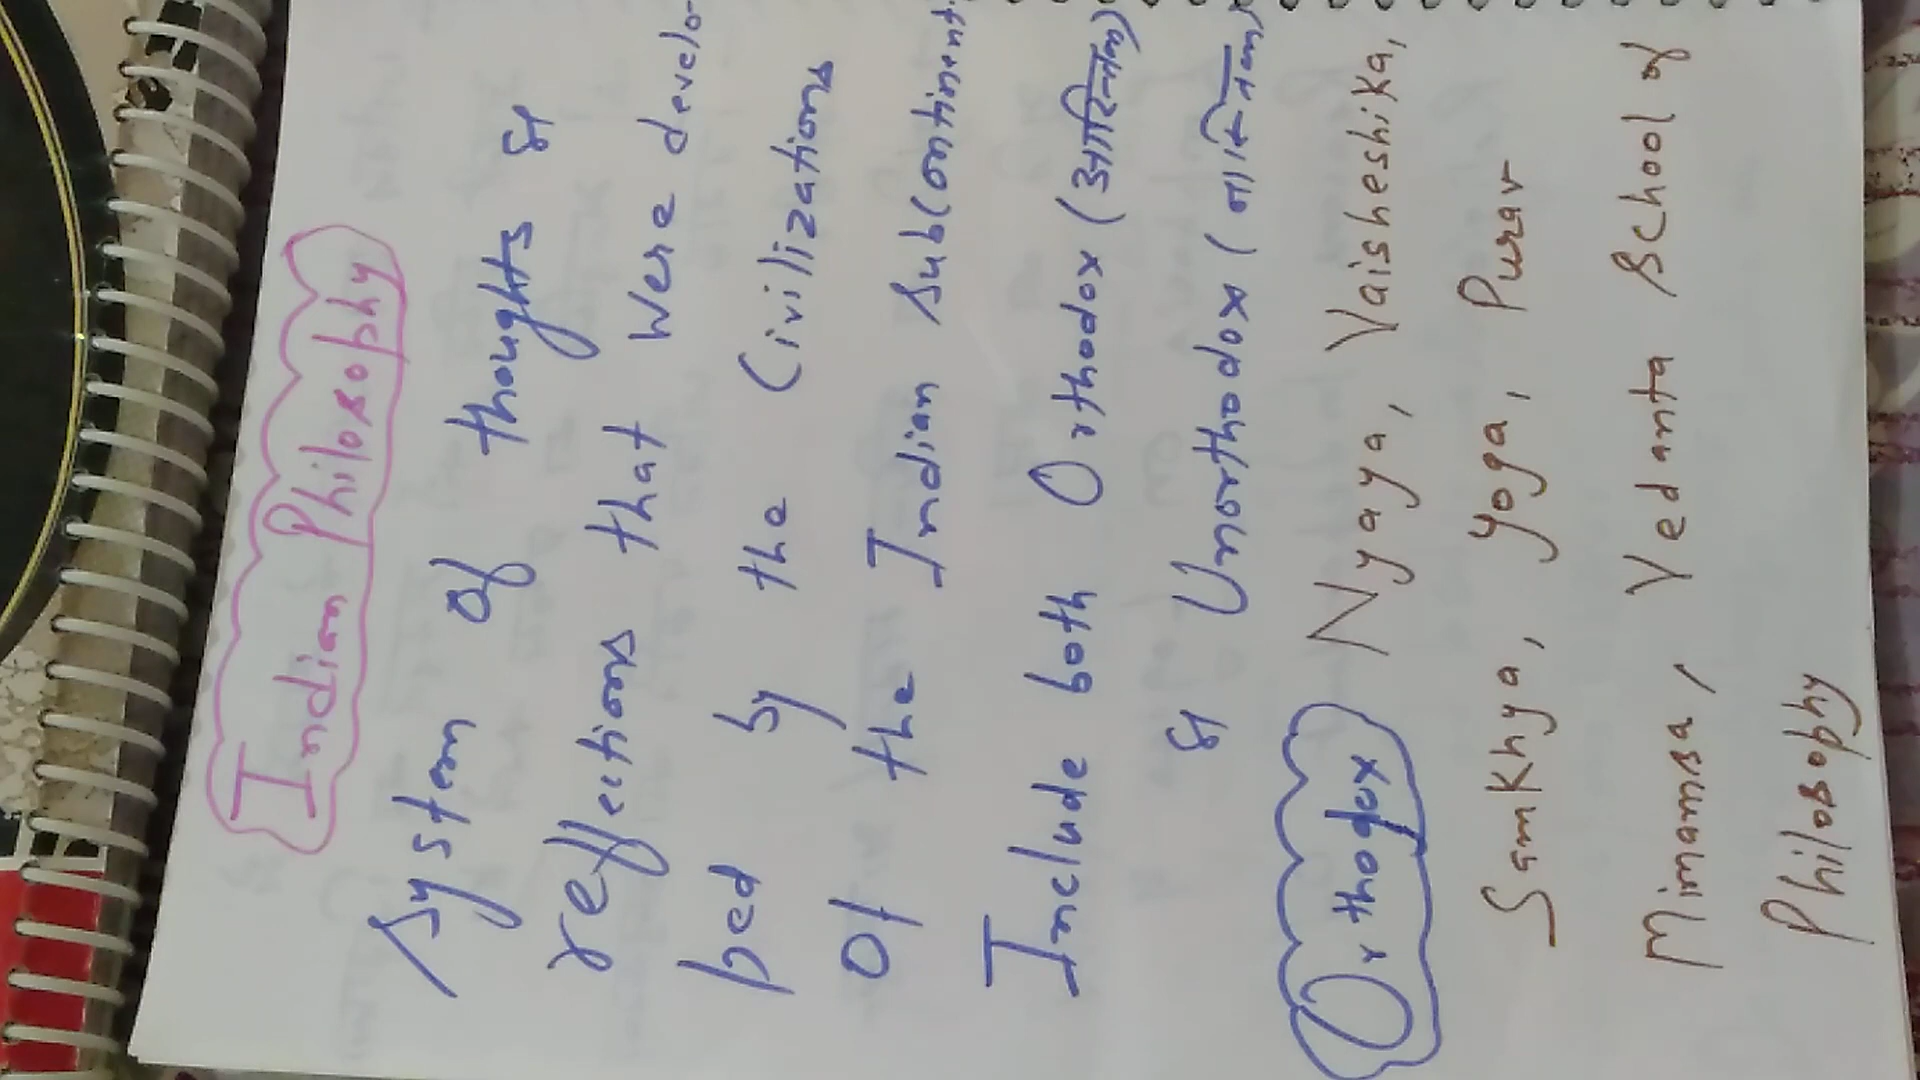 Indian Philosophy
System of thoughts &
reflections that were develo-
ped by the Civilizations
of the Indian Subcontinent.
Include both Orthodox (आस्तिक)
& Unorthodox (नास्तिक)
Orthodox Nyaya, Vaisheshika,
Samkhya, Yoga, Purav
Mimamsa, Vedanta School of
Philosophy